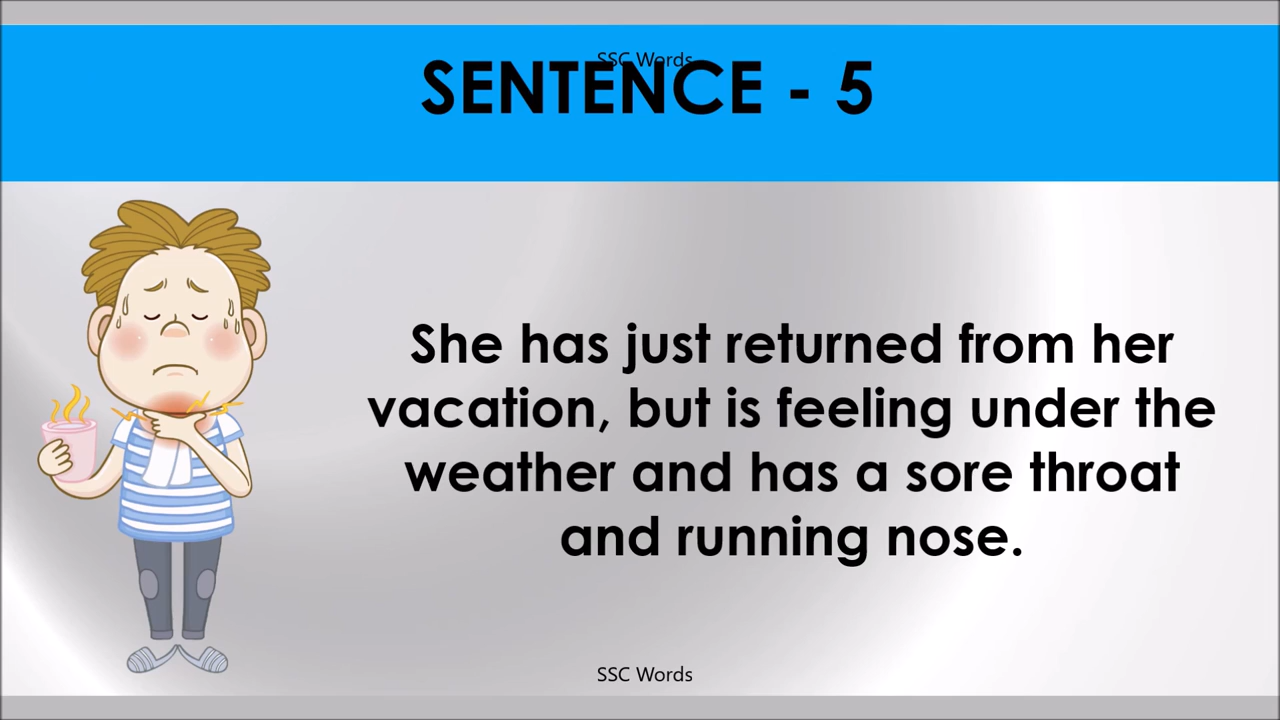 SSC Words
SENTENCE - 5
She has just returned from her
vacation, but is feeling under the
weather and has a sore throat
and running nose.
SSC Words